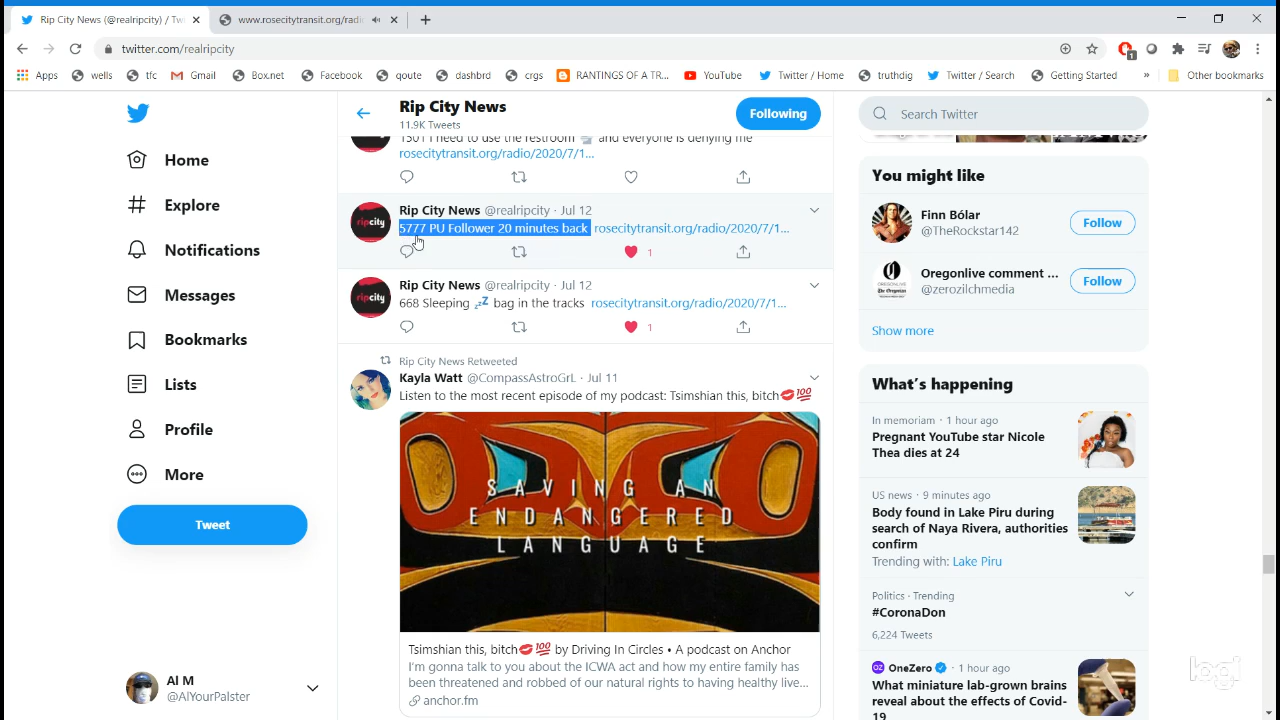 Rip City News (@realripcity) / Tw
www.rosecitytransit.org/radi
twitter.com/realripcity
1
Apps
wells
tfc
Gmail
Box.net
Facebook
qoute
dashbrd
crgs
RANTINGS OF A TR...
YouTube
Twitter / Home
truthdig
Twitter / Search
Getting Started
»
Other bookmarks
Home
Explore
Notifications
Messages
Bookmarks
Lists
Profile
More
Tweet
Al M
@AlYourPalster
Rip City News
11.9K Tweets
Following
1501 I need to use the restroom and everyone is denying me
rosecitytransit.org/radio/2020/7/1...
ripcity
Rip City News @realripcity · Jul 12
5777 PU Follower 20 minutes back rosecitytransit.org/radio/2020/7/1...
1
ripcity
Rip City News @realripcity · Jul 12
668 Sleeping 💤 bag in the tracks rosecitytransit.org/radio/2020/7/1...
1
Rip City News Retweeted
Kayla Watt @CompassAstroGrL · Jul 11
Listen to the most recent episode of my podcast: Tsimshian this, bitch💋💯
SAVING AN
ENDANGERED
LANGUAGE
Tsimshian this, bitch💋💯 by Driving In Circles • A podcast on Anchor
I'm gonna talk to you about the ICWA act and how my entire family has
been threatened and robbed of our natural rights to having healthy live...
anchor.fm
Search Twitter
You might like
Finn Bólar
@TheRockstar142
Follow
OREGONLIVE
The Oregonian
Oregonlive comment ...
@zerozilchmedia
Follow
Show more
What's happening
In memoriam · 1 hour ago
Pregnant YouTube star Nicole
Thea dies at 24
US news · 9 minutes ago
Body found in Lake Piru during
search of Naya Rivera, authorities
confirm
Trending with: Lake Piru
Politics · Trending
#CoronaDon
6,224 Tweets
OZ OneZero · 1 hour ago
What miniature lab-grown brains
reveal about the effects of Covid-
19
logi